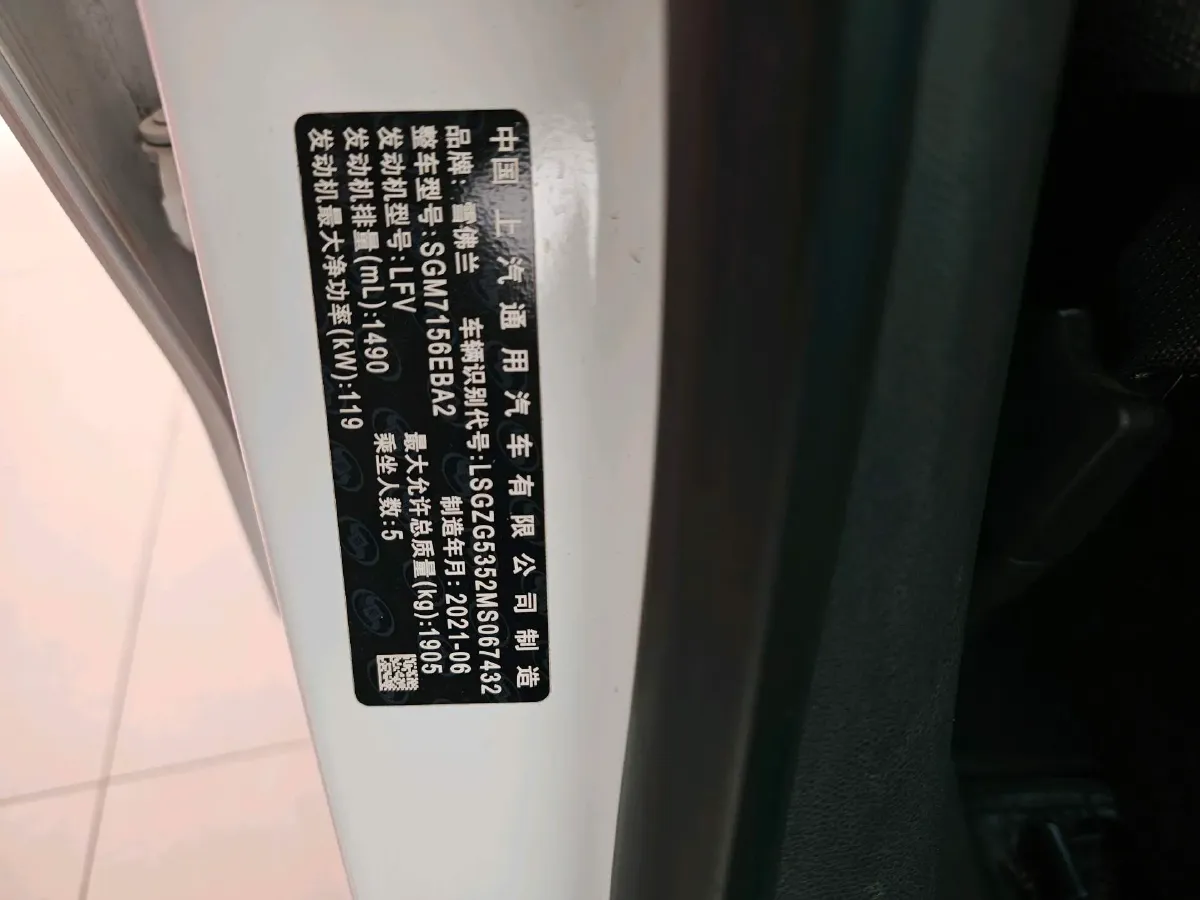 中国 上汽通用汽车有限公司制造
品牌: 雪佛兰 车辆识别代号:LSGZG5352MS067432
整车型号:SGM7156EBA2 制造年月: 2021-06
发动机型号:LFV 最大允许总质量(kg):1905
发动机排量(mL):1490 乘坐人数:5
发动机最大净功率(kW):119